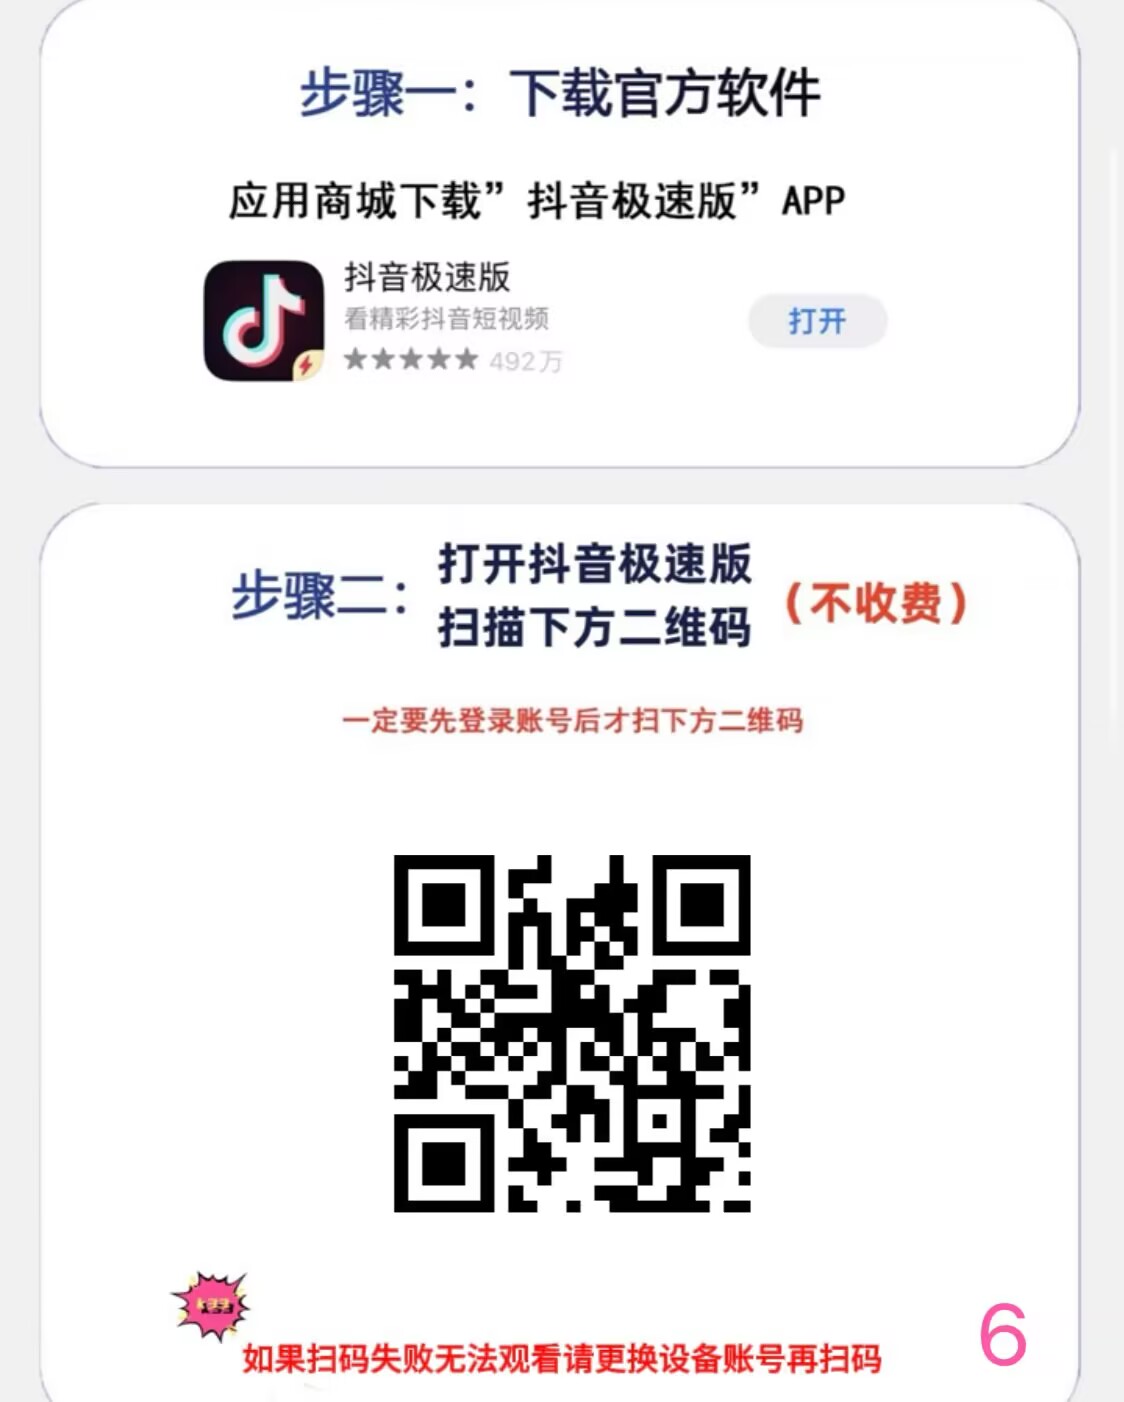 步骤一：下载官方软件
应用商城下载”抖音极速版”APP
抖音极速版
看精彩抖音短视频
492万
打开
步骤二：
打开抖音极速版
扫描下方二维码
（不收费）
一定要先登录账号后才扫下方二维码
如果扫码失败无法观看请更换设备账号再扫码
6